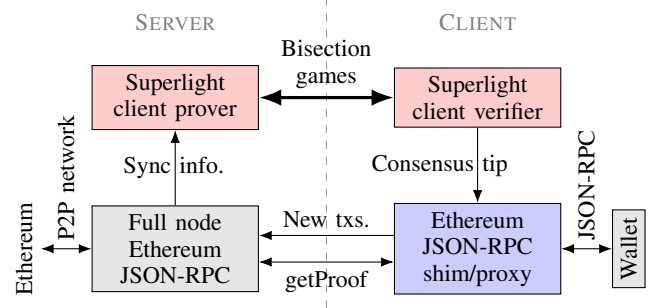 SERVER
CLIENT
Bisection
games
Superlight
client prover
Superlight
client verifier
Sync info.
Consensus tip
Ethereum
P2P network
Full node
Ethereum
JSON-RPC
New txs.
getProof
Ethereum
JSON-RPC
shim/proxy
JSON-RPC
Wallet